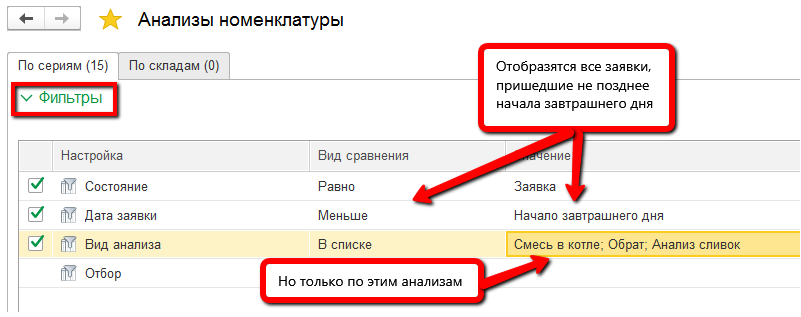 Анализы номенклатуры
По сериям (15)
По складам (0)
Фильтры
Отобразятся все заявки,
пришедшие не позднее
начала завтрашнего дня
Настройка
Вид сравнения
Состояние
Равно
Заявка
Дата заявки
Меньше
Начало завтрашнего дня
Вид анализа
В списке
Смесь в котле; Обрат; Анализ сливок
Отбор
Но только по этим анализам